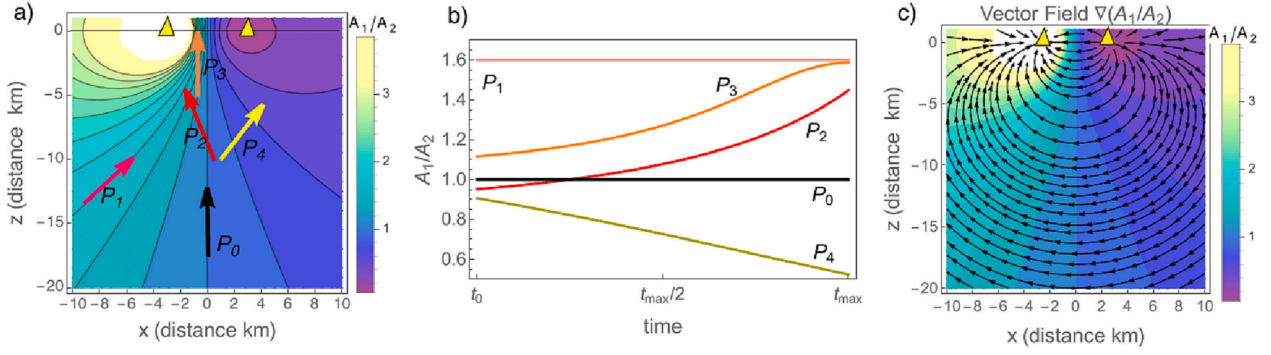 a)
A₁/A₂
0
−5
−10
−15
−20
z (distance km)
3
2
1
P₃
P₂
P₄
P₁
P₀
−10 −8 −6 −4 −2 0 2 4 6 8 10
x (distance km)
b)
1.6
1.4
1.2
1.0
0.8
0.6
A₁/A₂
P₁
P₃
P₂
P₀
P₄
t₀
tmax/2
tmax
time
c)
Vector Field ∇(A₁/A₂)
A₁/A₂
0
−5
−10
−15
−20
z (distance km)
3
2
1
−10 −8 −6 −4 −2 0 2 4 6 8 10
x (distance km)